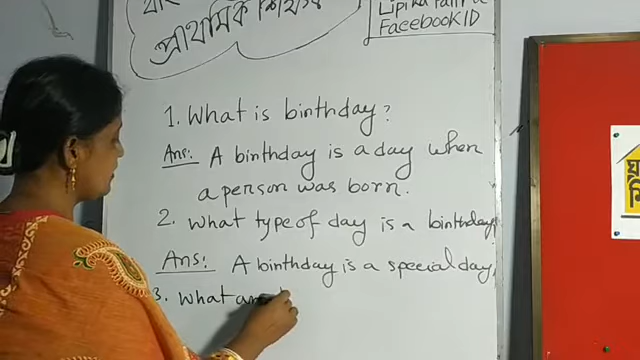 প্রাথমিক
Facebook ID
1. What is birthday?
Ans: A birthday is a day when
a person was born.
2. What type of day is a birthday
Ans: A birthday is a special day
3. What are